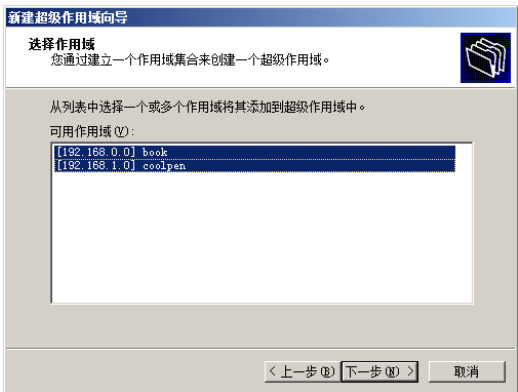 新建超级作用域向导
选择作用域
您通过建立一个作用域集合来创建一个超级作用域。
从列表中选择一个或多个作用域将其添加到超级作用域中。
可用作用域(V):
[192.168.0.0] book
[192.168.1.0] coolpen
< 上一步(B) 下一步(N) > 取消